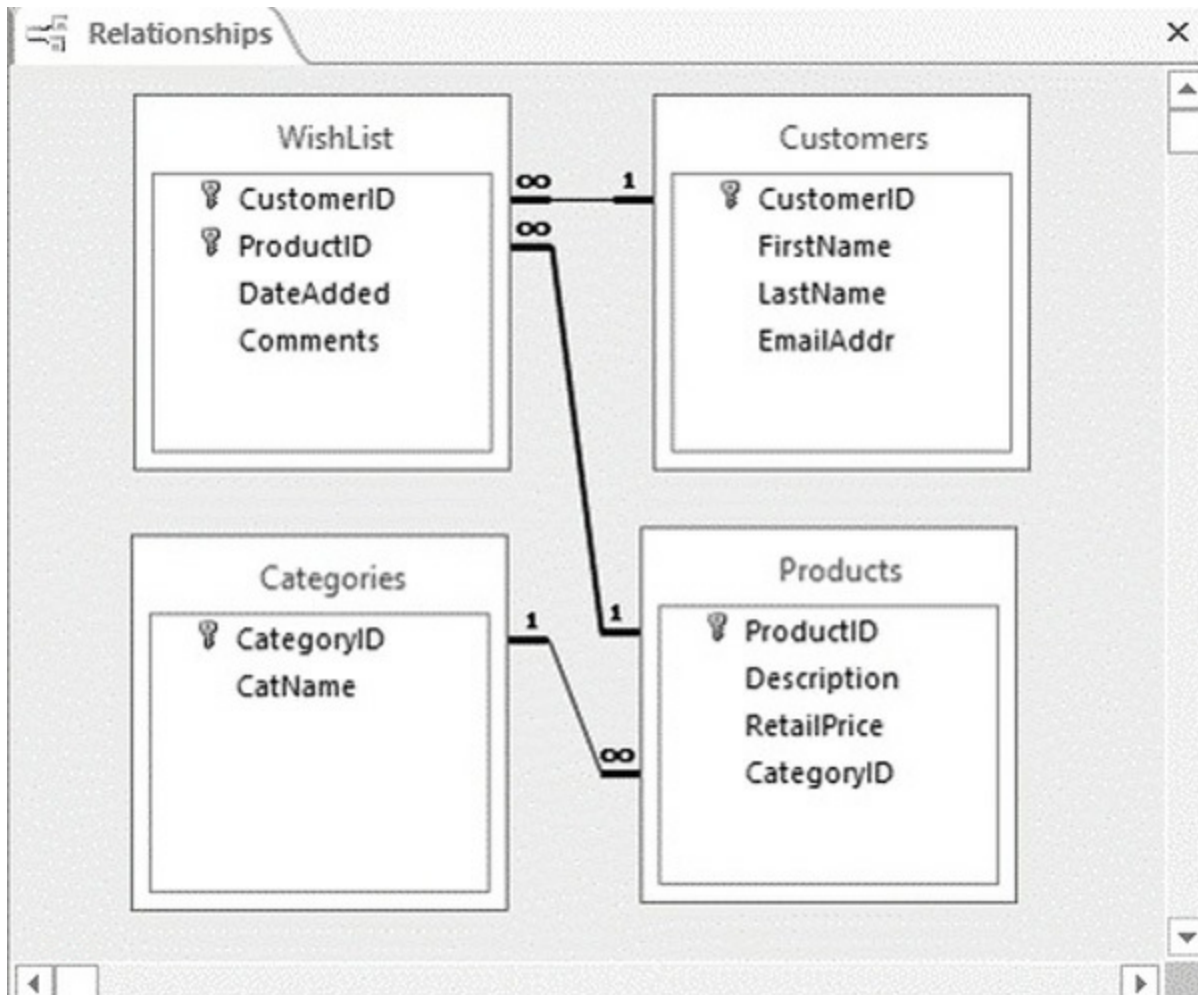 Relationships
WishList
CustomerID
ProductID
DateAdded
Comments
∞ 1
∞
Customers
CustomerID
FirstName
LastName
EmailAddr
Categories
CategoryID
CatName
1 1
∞
Products
ProductID
Description
RetailPrice
CategoryID